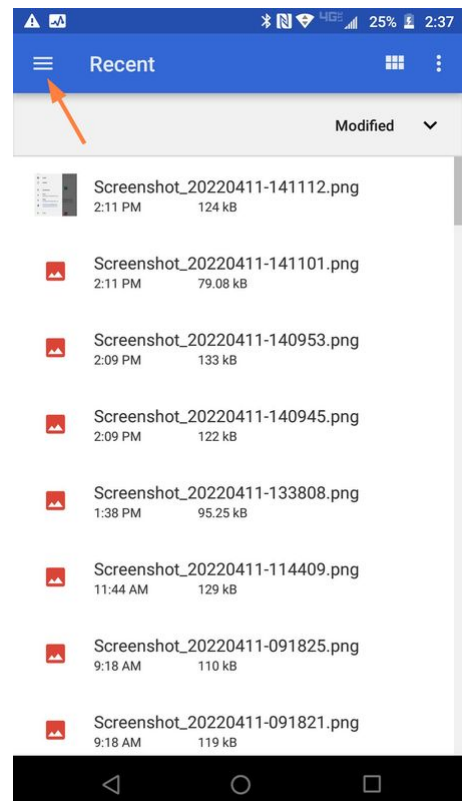 4GE 25% 2:37
Recent
Modified
Screenshot_20220411-141112.png
2:11 PM 124 kB
Screenshot_20220411-141101.png
2:11 PM 79.08 kB
Screenshot_20220411-140953.png
2:09 PM 133 kB
Screenshot_20220411-140945.png
2:09 PM 122 kB
Screenshot_20220411-133808.png
1:38 PM 95.25 kB
Screenshot_20220411-114409.png
11:44 AM 129 kB
Screenshot_20220411-091825.png
9:18 AM 110 kB
Screenshot_20220411-091821.png
9:18 AM 119 kB